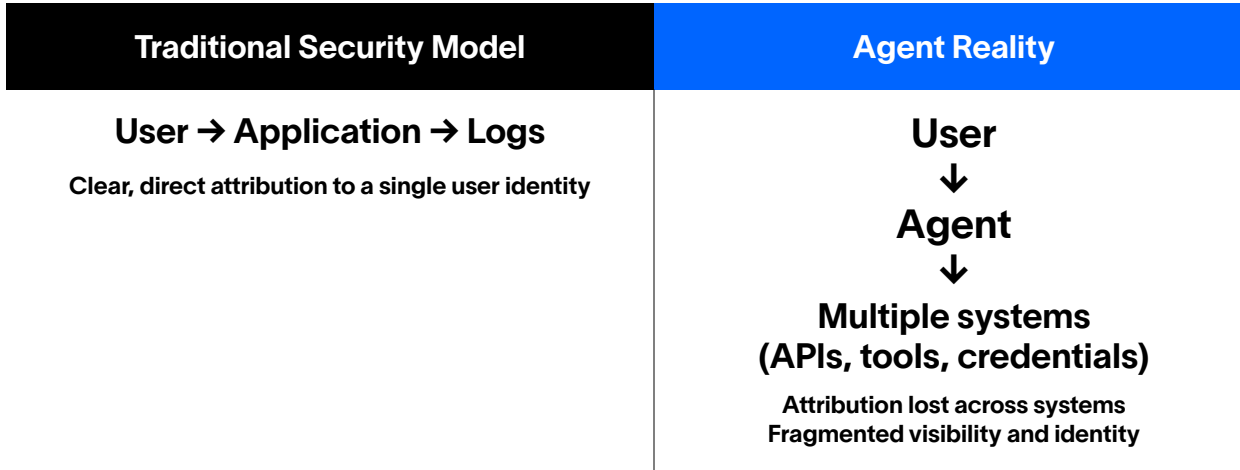 Traditional Security Model
User → Application → Logs
Clear, direct attribution to a single user identity
Agent Reality
User
↓
Agent
↓
Multiple systems
(APIs, tools, credentials)
Attribution lost across systems
Fragmented visibility and identity